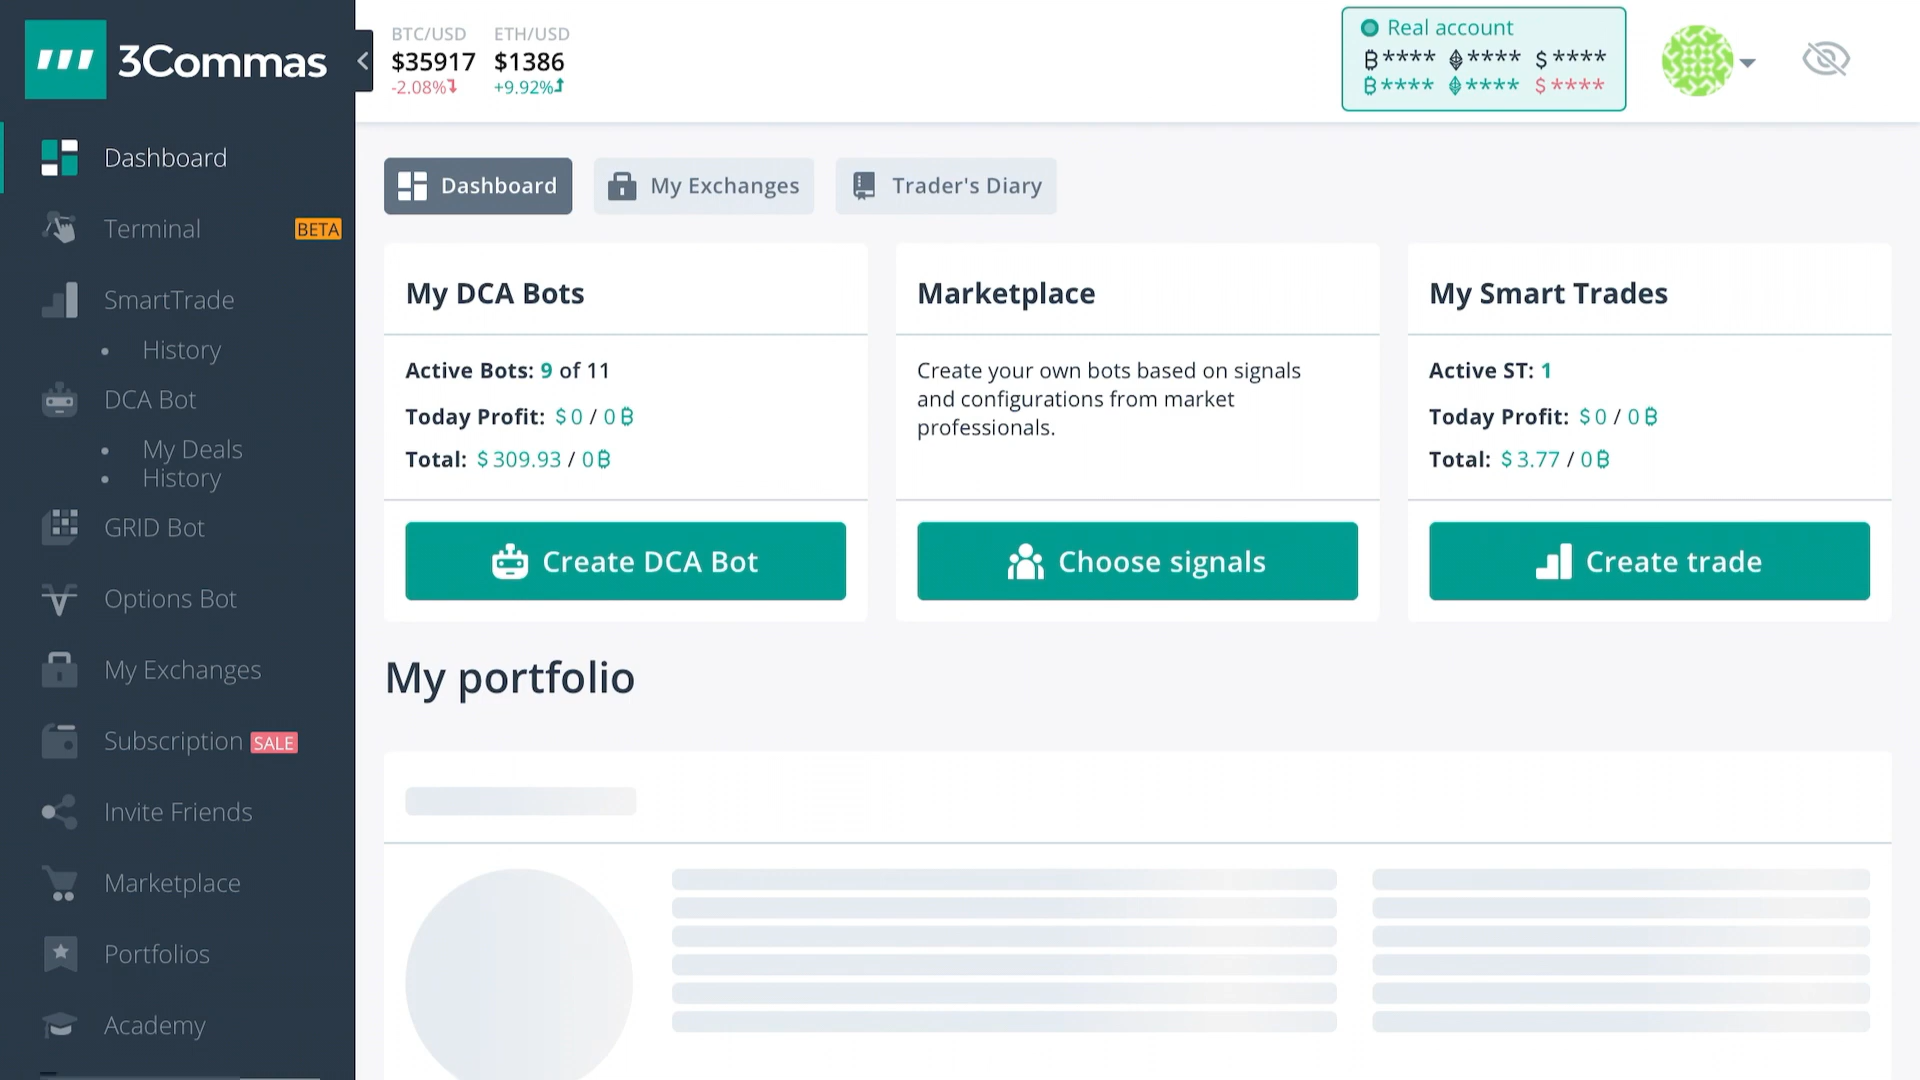 3Commas
BTC/USD ETH/USD
$35917 $1386
-2.08% +9.92%
Real account
**** **** $ ****
**** **** $ ****
Dashboard
Terminal BETA
SmartTrade
• History
DCA Bot
• My Deals
• History
GRID Bot
Options Bot
My Exchanges
Subscription SALE
Invite Friends
Marketplace
Portfolios
Academy
Dashboard My Exchanges Trader's Diary
My DCA Bots
Active Bots: 9 of 11
Today Profit: $ 0 / 0 ₿
Total: $ 309.93 / 0 ₿
Create DCA Bot
Marketplace
Create your own bots based on signals
and configurations from market
professionals.
Choose signals
My Smart Trades
Active ST: 1
Today Profit: $ 0 / 0 ₿
Total: $ 3.77 / 0 ₿
Create trade
My portfolio